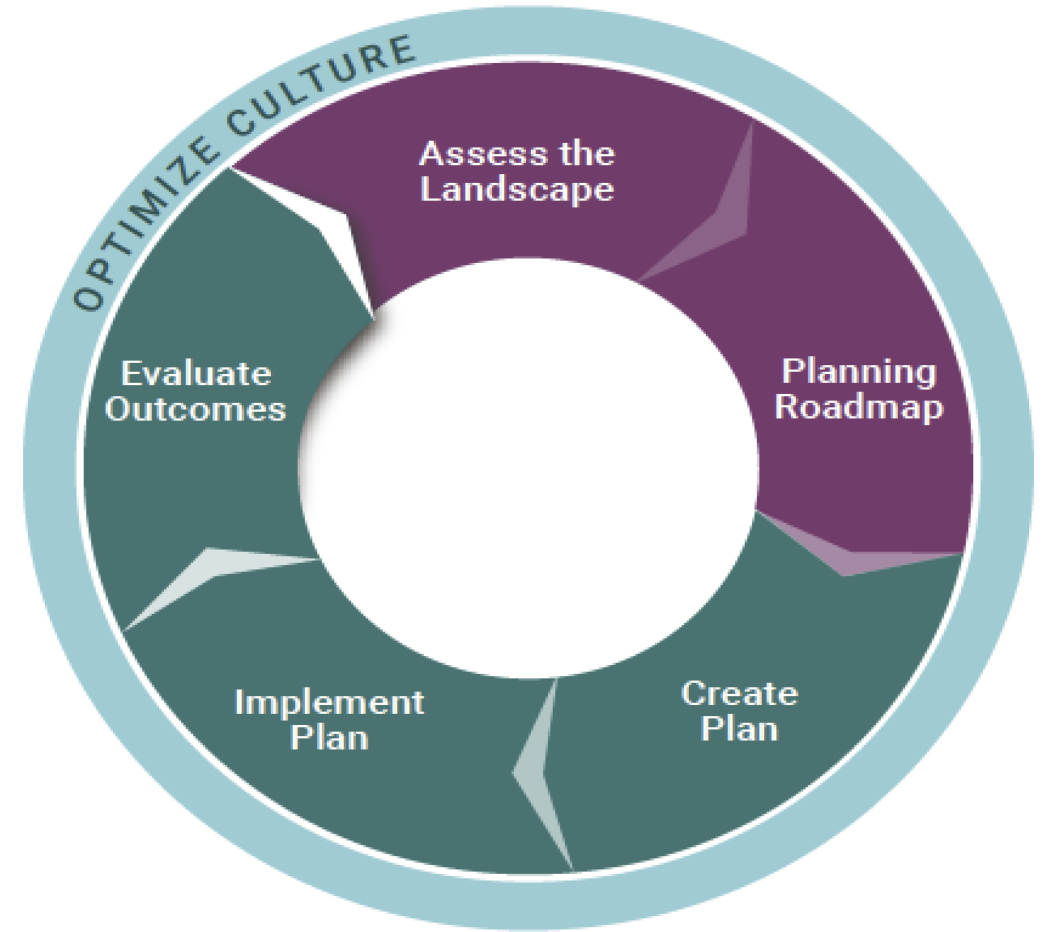 OPTIMIZE CULTURE
Assess the
Landscape
Planning
Roadmap
Create
Plan
Implement
Plan
Evaluate
Outcomes